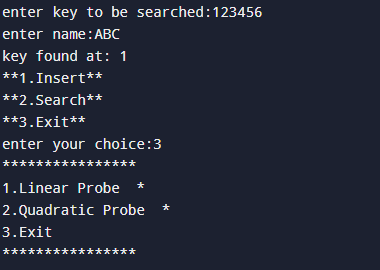 enter key to be searched:123456
enter name:ABC
key found at: 1
**1.Insert**
**2.Search**
**3.Exit**
enter your choice:3
****************
1.Linear Probe  *
2.Quadratic Probe  *
3.Exit
****************